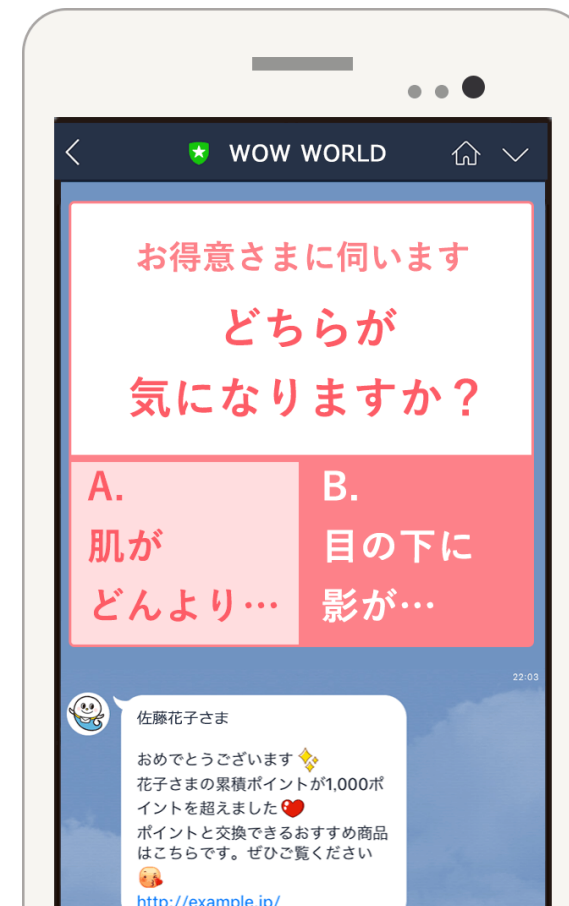 WOW WORLD
お得意さまに伺います
どちらが
気になりますか？
A.
肌が
どんより…
B.
目の下に
影が…
22:03
佐藤花子さま
おめでとうございます
花子さまの累積ポイントが1,000ポ
イントを超えました
ポイントと交換できるおすすめ商品
はこちらです。ぜひご覧ください
http://example.jp/